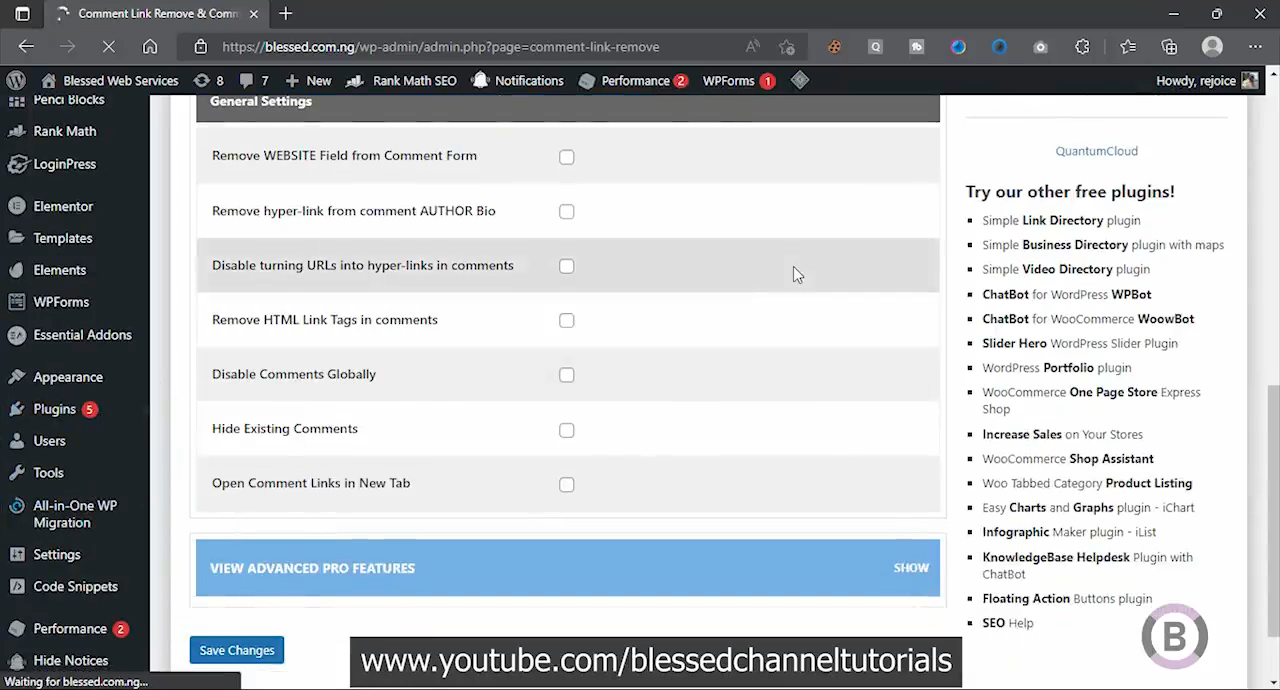 Comment Link Remove & Comm
https://blessed.com.ng/wp-admin/admin.php?page=comment-link-remove
Blessed Web Services
8
7
New
Rank Math SEO
Notifications
Performance 2
WPForms 1
Howdy, rejoice
Penci Blocks
Rank Math
LoginPress
Elementor
Templates
Elements
WPForms
Essential Addons
Appearance
Plugins 5
Users
Tools
All-in-One WP
Migration
Settings
Code Snippets
Performance 2
Hide Notices
Waiting for blessed.com.ng...
General Settings
Remove WEBSITE Field from Comment Form
Remove hyper-link from comment AUTHOR Bio
Disable turning URLs into hyper-links in comments
Remove HTML Link Tags in comments
Disable Comments Globally
Hide Existing Comments
Open Comment Links in New Tab
VIEW ADVANCED PRO FEATURES
SHOW
Save Changes
QuantumCloud
Try our other free plugins!
Simple Link Directory plugin
Simple Business Directory plugin with maps
Simple Video Directory plugin
ChatBot for WordPress WPBot
ChatBot for WooCommerce WoowBot
Slider Hero WordPress Slider Plugin
WordPress Portfolio plugin
WooCommerce One Page Store Express
Shop
Increase Sales on Your Stores
WooCommerce Shop Assistant
Woo Tabbed Category Product Listing
Easy Charts and Graphs plugin - iChart
Infographic Maker plugin - iList
KnowledgeBase Helpdesk Plugin with
ChatBot
Floating Action Buttons plugin
SEO Help
B
www.youtube.com/blessedchanneltutorials